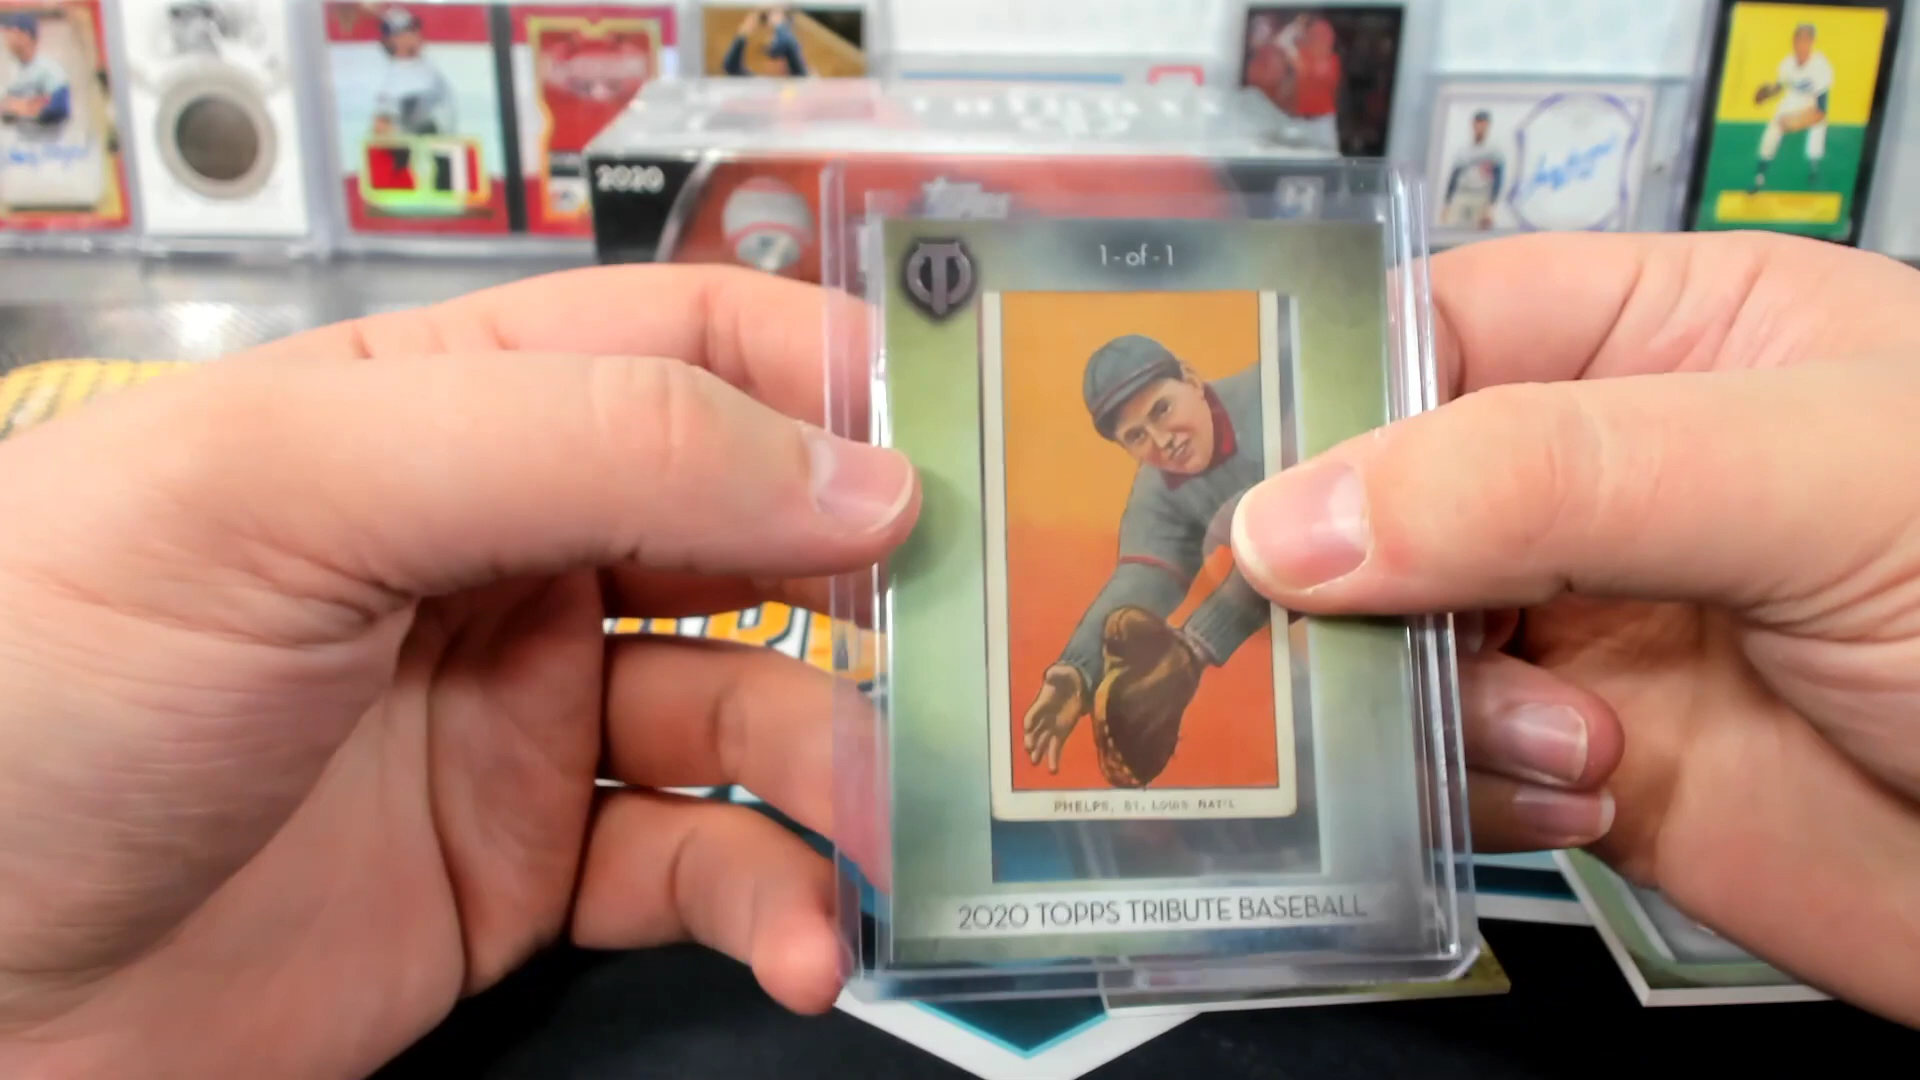 2020
topps
1-of-1
PHELPS, ST. LOUIS NAT'L
2020 TOPPS TRIBUTE BASEBALL